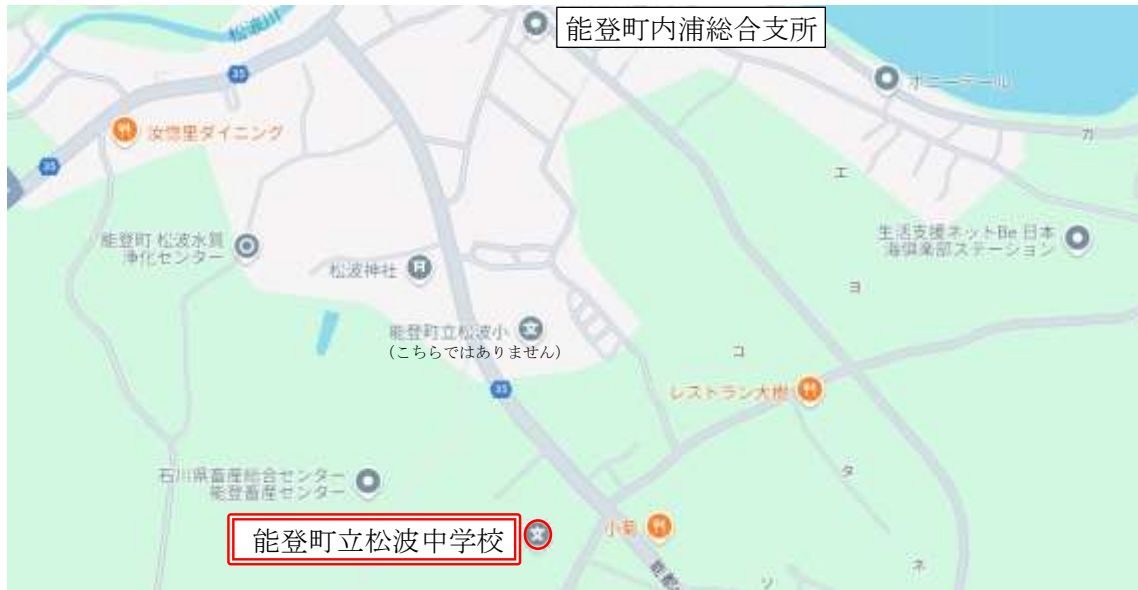 松波川
能登町内浦総合支所
35
オニーテール
汝惚里ダイニング
カ
35
エ
能登町 松波水質
浄化センター
生活支援ネットBe 日本
海倶楽部ステーション
松波神社
ヨ
能登町立松波小
文
(こちらではありません)
コ
35
レストラン大樹
石川県畜産総合センター
能登畜産センター
タ
能登町立松波中学校
文
小菊
ネ
ソ